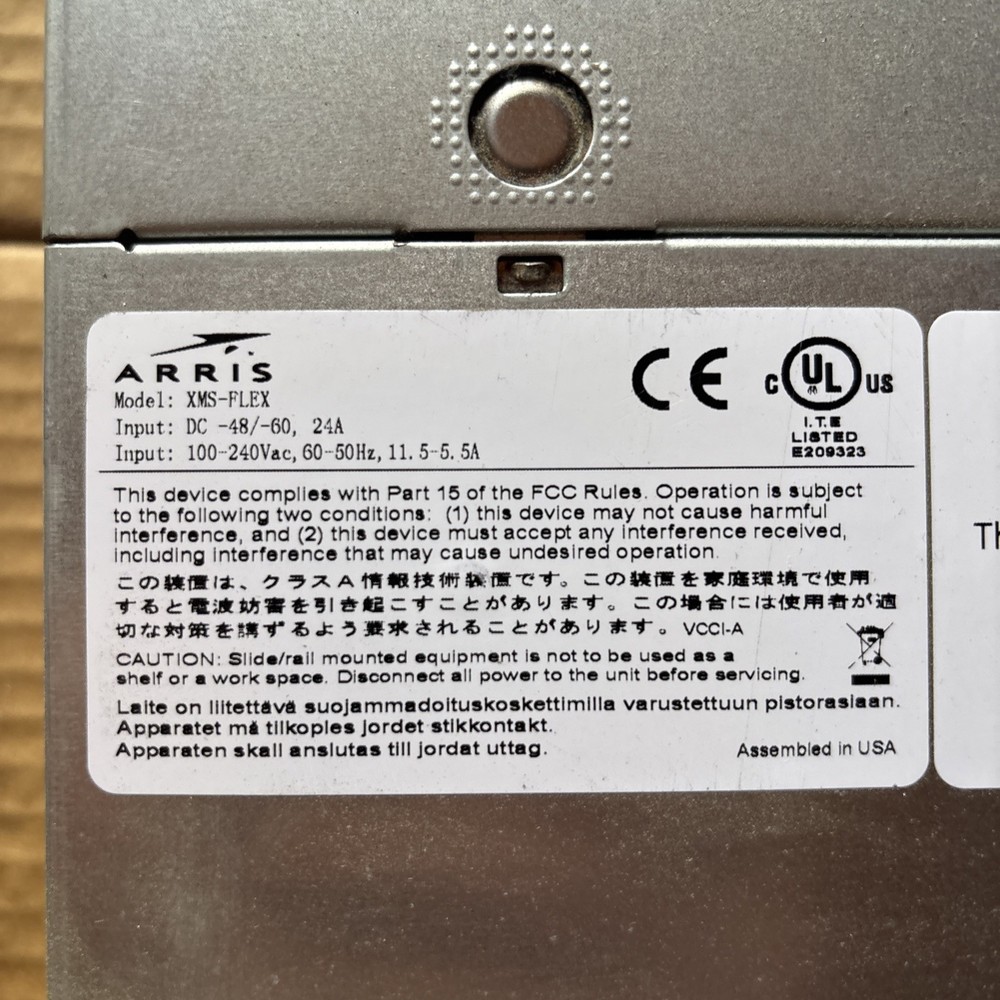 ARRIS
Model: XMS-FLEX
Input: DC -48/-60, 24A
Input: 100-240Vac, 60-50Hz, 11.5-5.5A
CE
C UL US
I.T.E
LISTED
E209323
This device complies with Part 15 of the FCC Rules. Operation is subject
to the following two conditions: (1) this device may not cause harmful
interference, and (2) this device must accept any interference received,
including interference that may cause undesired operation.
この装置は、クラスA情報技術装置です。この装置を家庭環境で使用
すると電波妨害を引き起こすことがあります。この場合には使用者が適
切な対策を講ずるよう要求されることがあります。VCCI-A
CAUTION: Slide/rail mounted equipment is not to be used as a
shelf or a work space. Disconnect all power to the unit before servicing.
Laite on liitettävä suojammadoituskoskettimilla varustettuun pistorasiaan.
Apparatet må tilkoples jordet stikkontakt.
Apparaten skall anslutas till jordat uttag.
Assembled in USA